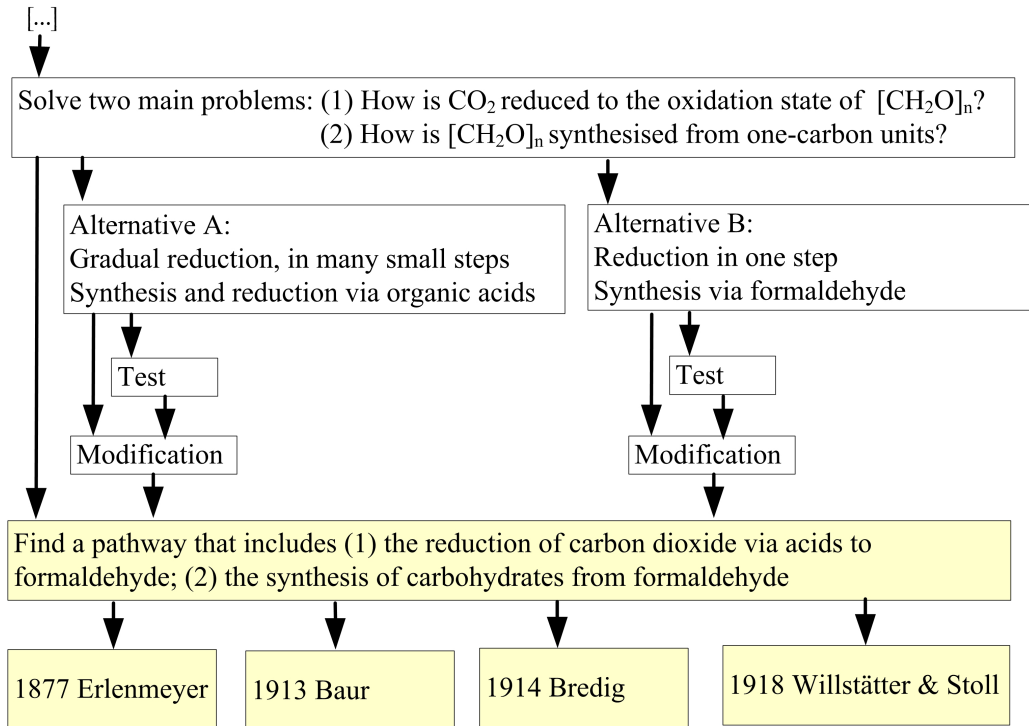 [...]
Solve two main problems: (1) How is CO₂ reduced to the oxidation state of [CH₂O]ₙ?
(2) How is [CH₂O]ₙ synthesised from one-carbon units?
Alternative A:
Gradual reduction, in many small steps
Synthesis and reduction via organic acids
Alternative B:
Reduction in one step
Synthesis via formaldehyde
Test
Test
Modification
Modification
Find a pathway that includes (1) the reduction of carbon dioxide via acids to
formaldehyde; (2) the synthesis of carbohydrates from formaldehyde
1877 Erlenmeyer
1913 Baur
1914 Bredig
1918 Willstätter & Stoll